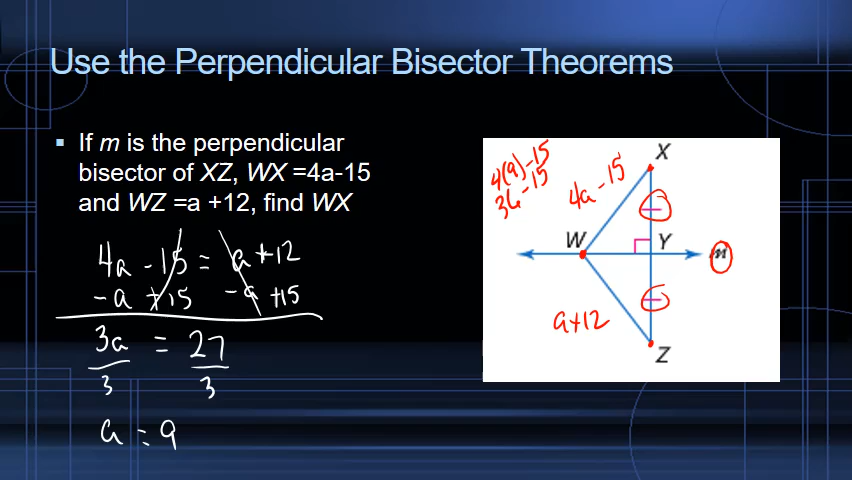 Use the Perpendicular Bisector Theorems
If m is the perpendicular
bisector of XZ, WX =4a-15
and WZ =a +12, find WX
4a - 15 = a + 12
-a + 15 -a + 15
3a = 27
3 3
a = 9
4(9)-15
36-15
4a - 15
X
W
Y
m
a+12
Z